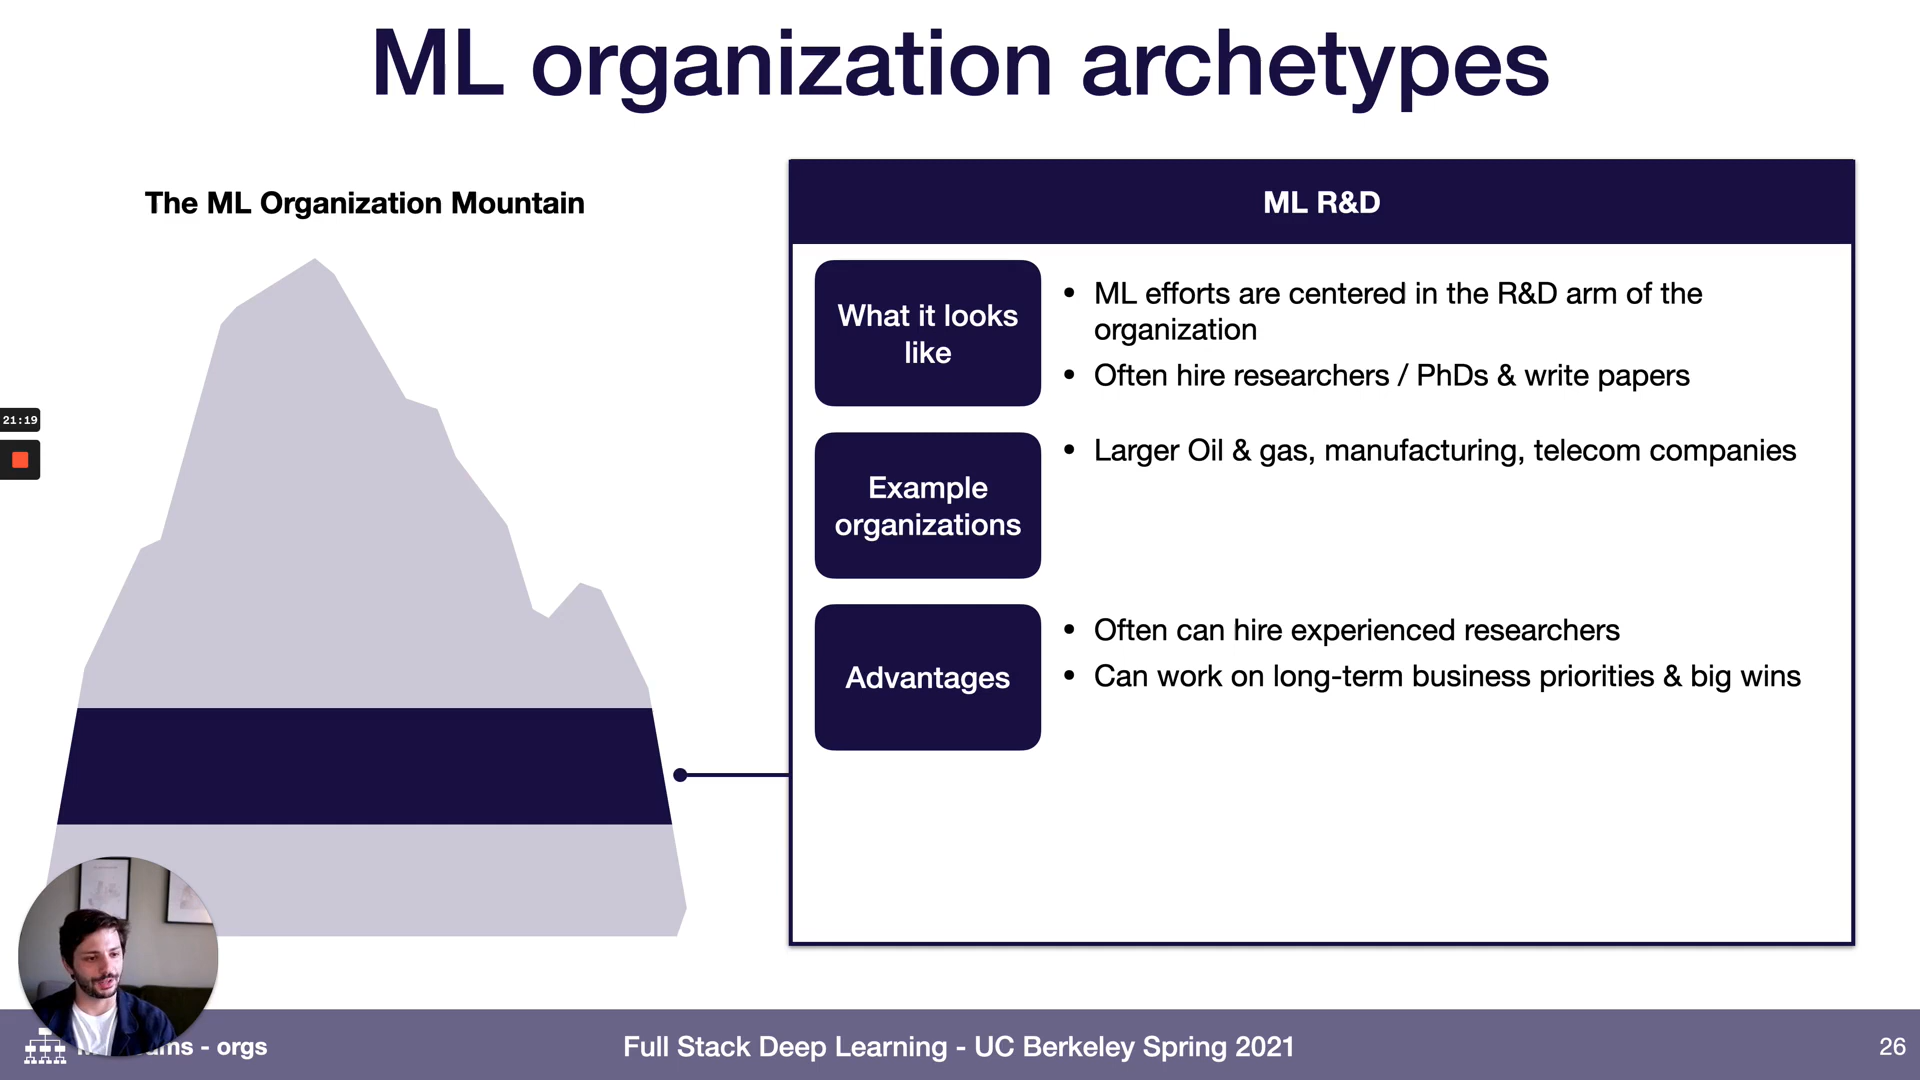 ML organization archetypes
The ML Organization Mountain
ML R&D
What it looks
like
• ML efforts are centered in the R&D arm of the
organization
• Often hire researchers / PhDs & write papers
Example
organizations
• Larger Oil & gas, manufacturing, telecom companies
Advantages
• Often can hire experienced researchers
• Can work on long-term business priorities & big wins
21:19
- orgs
Full Stack Deep Learning - UC Berkeley Spring 2021
26